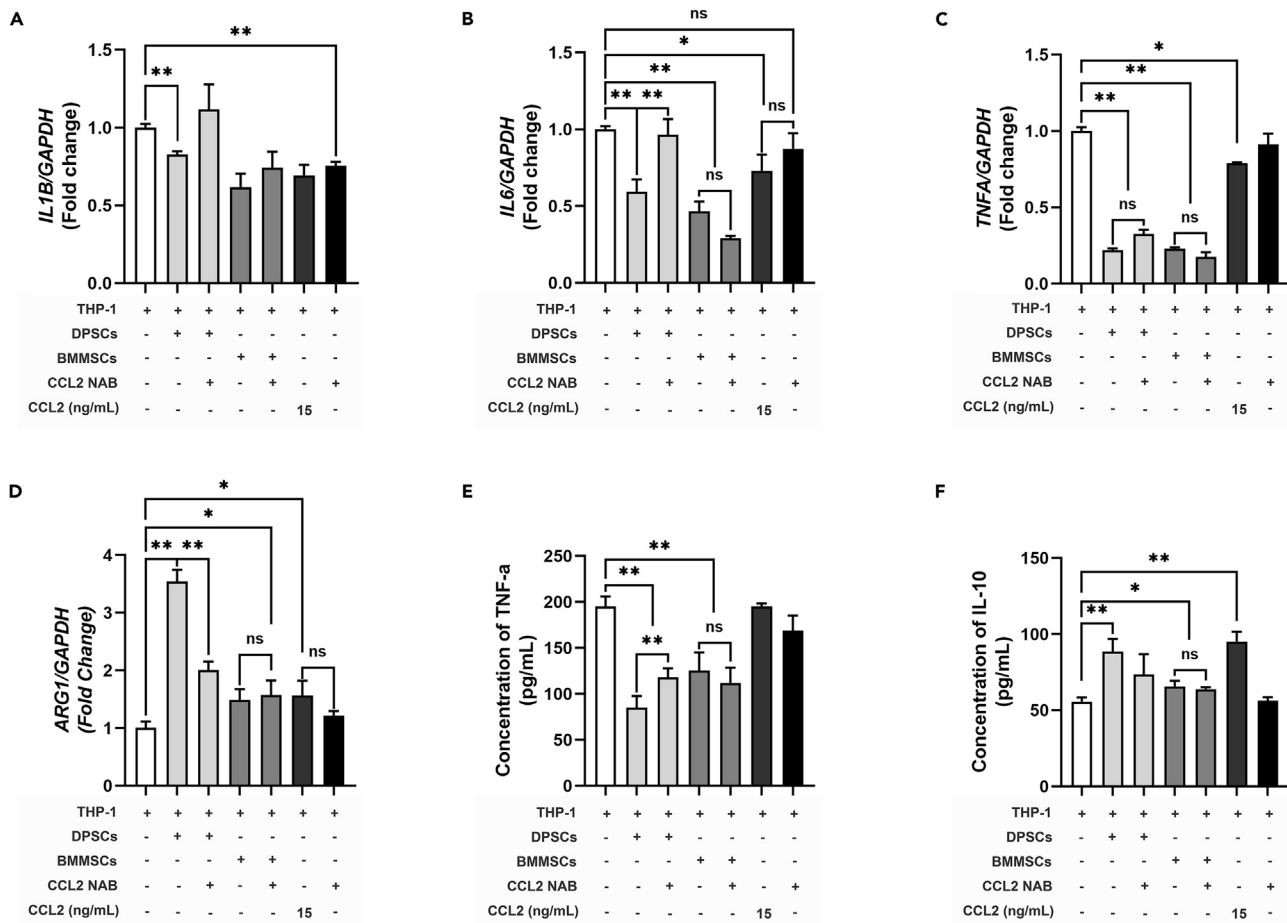 A
IL1B/GAPDH
(Fold change)
1.5
1.0
0.5
0.0
**
**
THP-1 + + + + + + +
DPSCs - + + - - - -
BMMSCs - - - + + - -
CCL2 NAB - - + - + - +
CCL2 (ng/mL) - - - - - 15 -
B
IL6/GAPDH
(Fold change)
1.5
1.0
0.5
0.0
ns
*
**
** **
ns
ns
THP-1 + + + + + + +
DPSCs - + + - - - -
BMMSCs - - - + + - -
CCL2 NAB - - + - + - +
CCL2 (ng/mL) - - - - - 15 -
C
TNFA/GAPDH
(Fold change)
1.5
1.0
0.5
0.0
*
**
**
ns
ns
THP-1 + + + + + + +
DPSCs - + + - - - -
BMMSCs - - - + + - -
CCL2 NAB - - + - + - +
CCL2 (ng/mL) - - - - - 15 -
D
ARG1/GAPDH
(Fold Change)
4
3
2
1
0
*
*
** **
ns
ns
THP-1 + + + + + + +
DPSCs - + + - - - -
BMMSCs - - - + + - -
CCL2 NAB - - + - + - +
CCL2 (ng/mL) - - - - - 15 -
E
Concentration of TNF-a
(pg/mL)
250
200
150
100
50
0
**
**
**
ns
THP-1 + + + + + + +
DPSCs - + + - - - -
BMMSCs - - - + + - -
CCL2 NAB - - + - + - +
CCL2 (ng/mL) - - - - - 15 -
F
Concentration of IL-10
(pg/mL)
150
100
50
0
**
*
**
ns
THP-1 + + + + + + +
DPSCs - + + - - - -
BMMSCs - - - + + - -
CCL2 NAB - - + - + - +
CCL2 (ng/mL) - - - - - 15 -